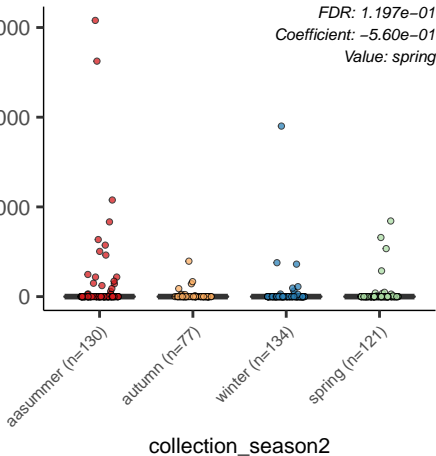 FDR: 1.197e−01
Coefficient: −5.60e−01
Value: spring
000
000
000
0
aasummer (n=130)
autumn (n=77)
winter (n=134)
spring (n=121)
collection_season2